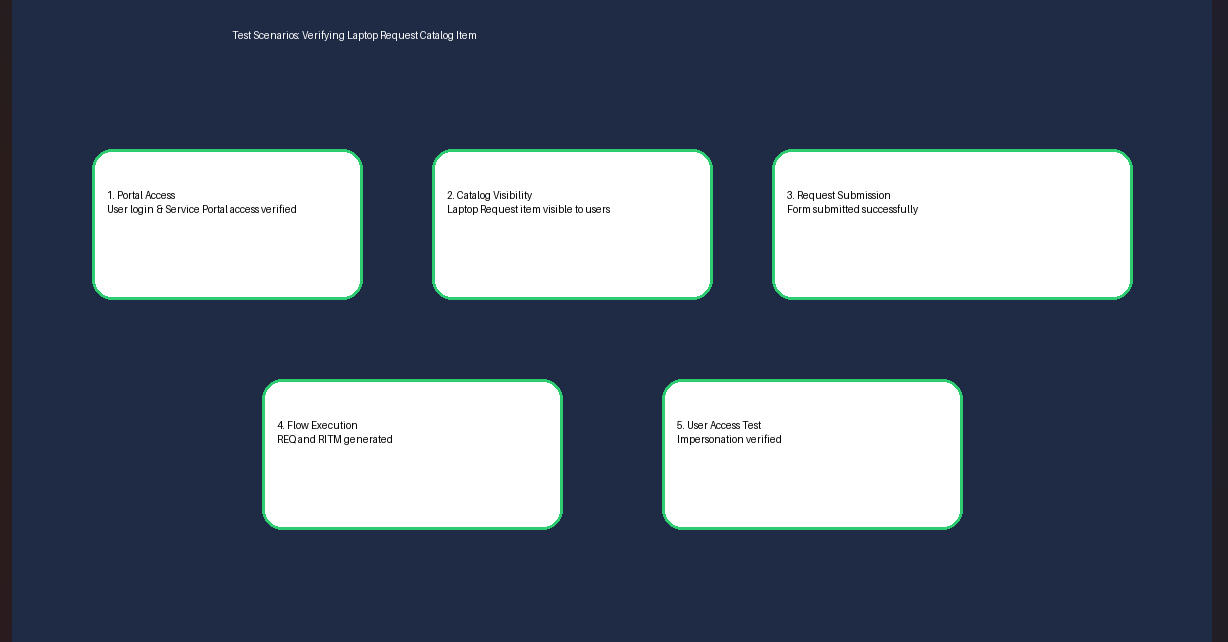 Test Scenarios: Verifying Laptop Request Catalog Item
1. Portal Access
User login & Service Portal access verified
2. Catalog Visibility
Laptop Request item visible to users
3. Request Submission
Form submitted successfully
4. Flow Execution
REQ and RITM generated
5. User Access Test
Impersonation verified